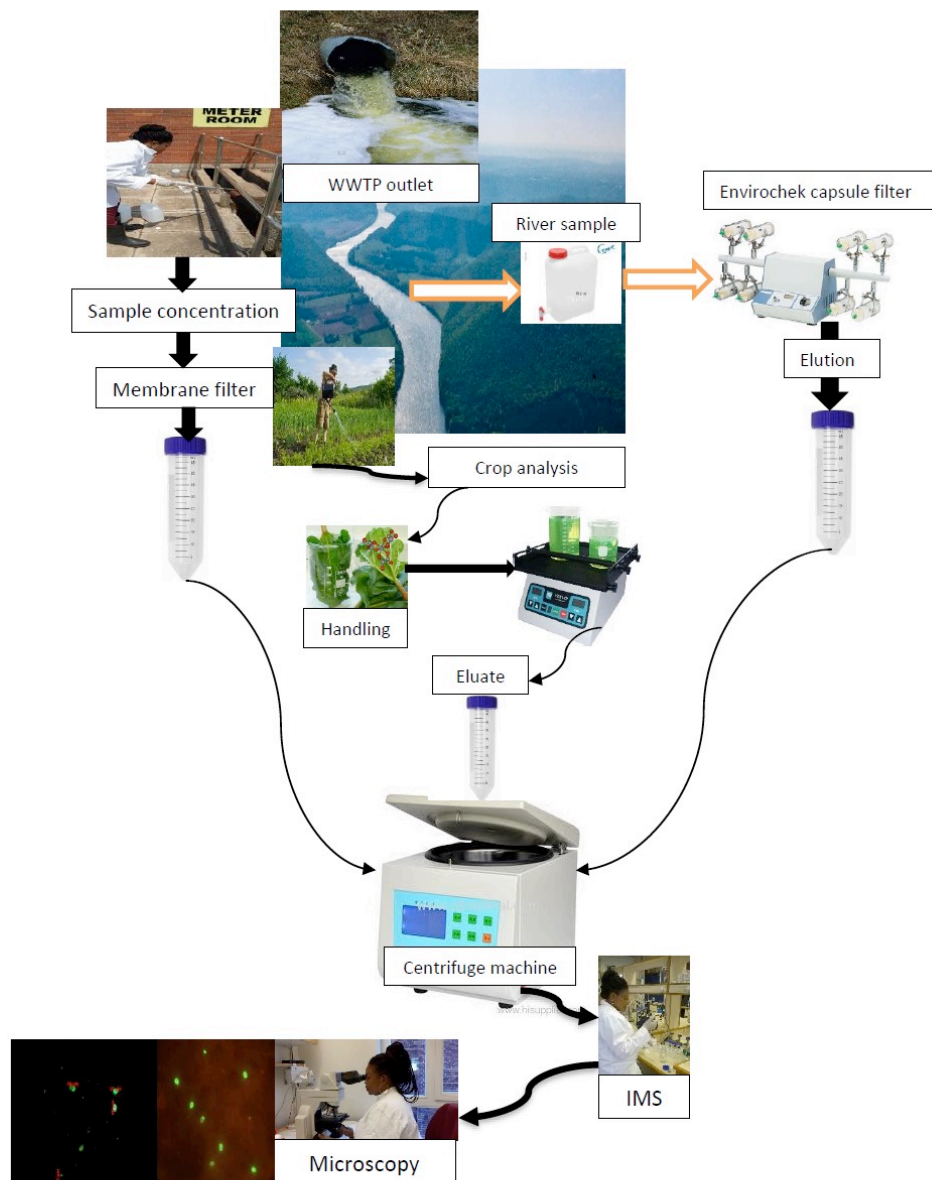 METER
ROOM
WWTP outlet
Envirochek capsule filter
River sample
Sample concentration
Elution
Membrane filter
Crop analysis
Handling
Eluate
Centrifuge machine
IMS
Microscopy